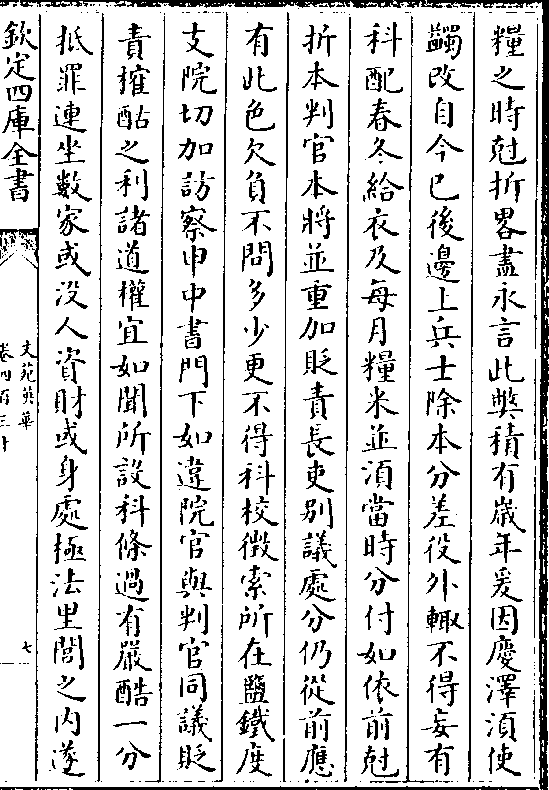 糧之時尅折畧盡永言此弊積有歳年爰因慶澤須使
蠲改自今已後邊上兵士除本分差役外輙不得妄有
科配春冬給衣及每月糧米並須當時分付如依前尅
折本判官本將並重加貶責長吏别議處分仍從前應
有此色欠負不問多少更不得科校徴索所在鹽鐵度
支院切加訪察申中書門下如違院官與判官同議貶
責搉酤之利諸道權宜如聞所設科條過有嚴酷一分
抵罪連坐數家或没人資財或身處極法里閭之内遂
欽定四庫全書
文苑英華
卷四百三十
七